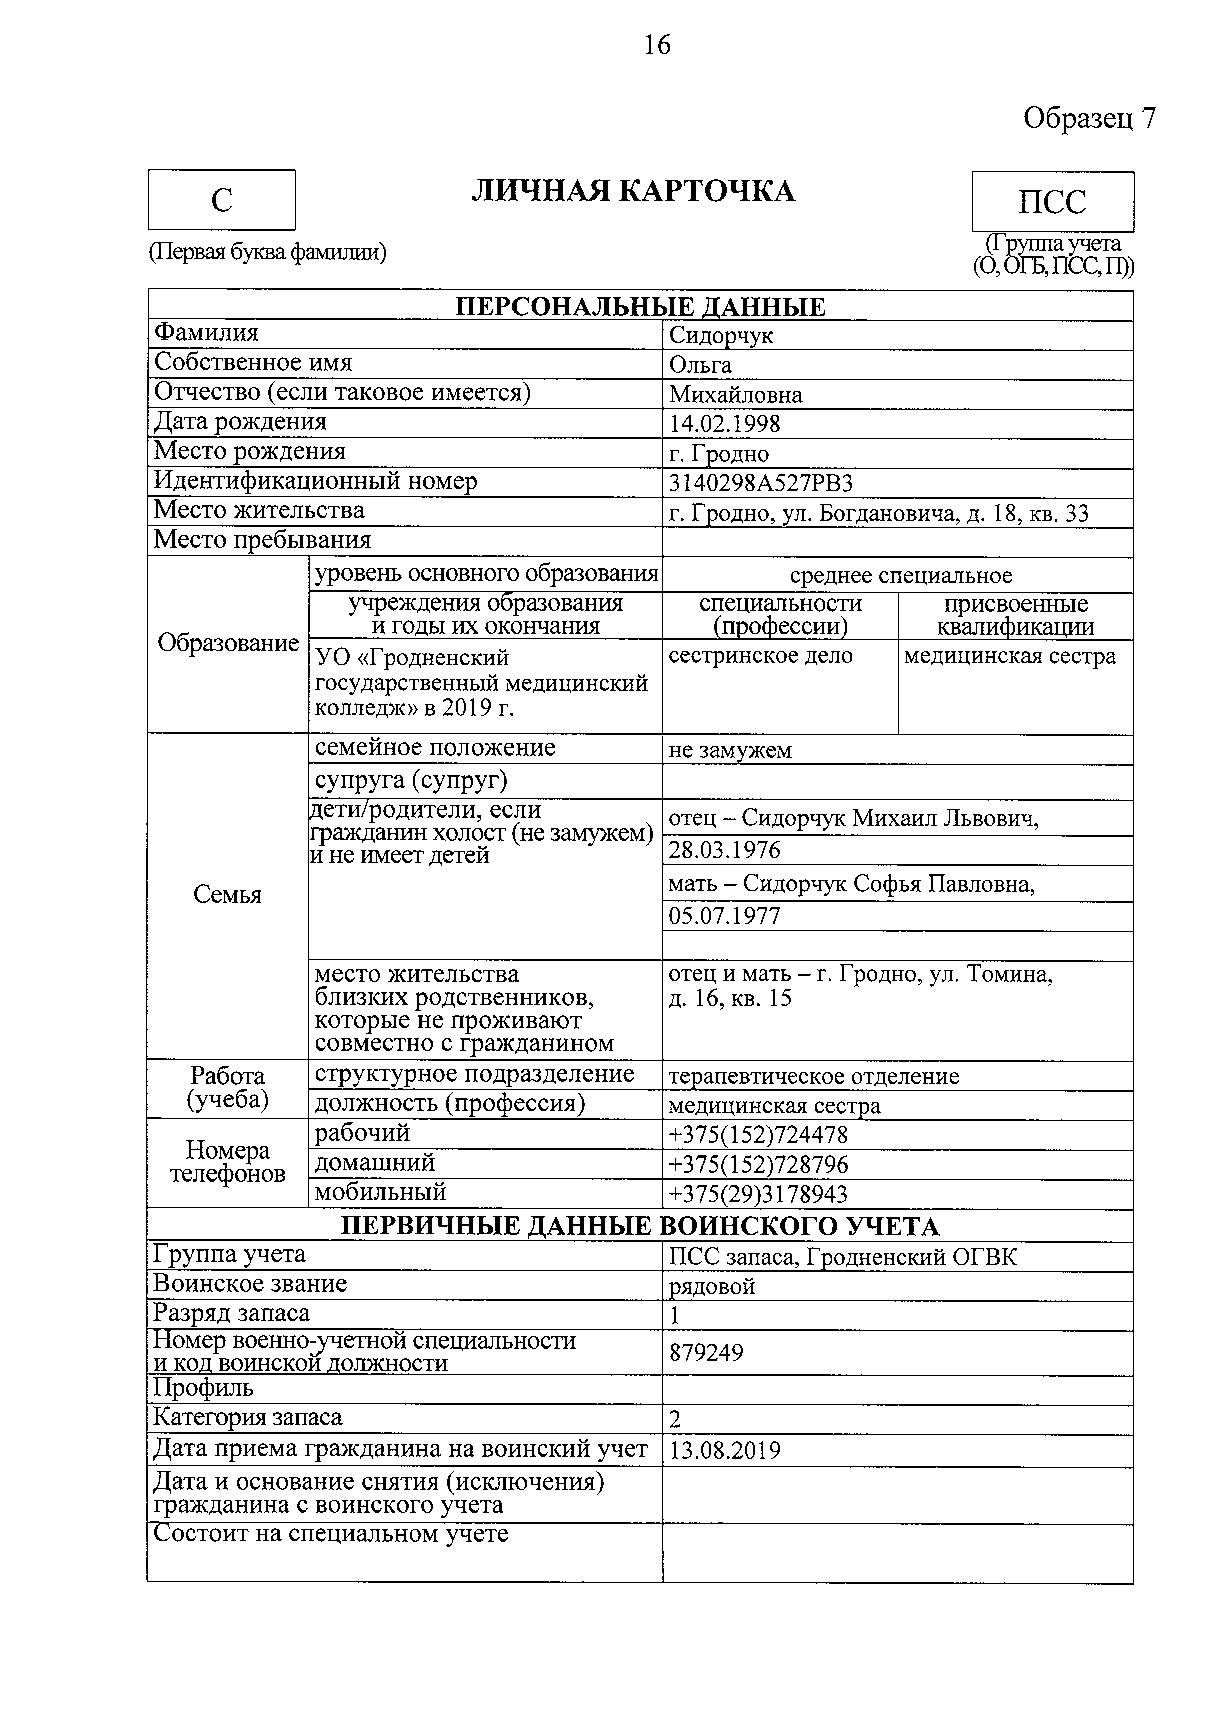 16
Образец 7
С
ЛИЧНАЯ КАРТОЧКА
ПСС
(Первая буква фамилии)
(Группа учета
(О, ОГБ, ПСС, П))
ПЕРСОНАЛЬНЫЕ ДАННЫЕ
Фамилия Сидорчук
Собственное имя Ольга
Отчество (если таковое имеется) Михайловна
Дата рождения 14.02.1998
Место рождения г. Гродно
Идентификационный номер 3140298А527РВ3
Место жительства г. Гродно, ул. Богдановича, д. 18, кв. 33
Место пребывания
Образование
уровень основного образования среднее специальное
учреждения образования
и годы их окончания
специальности
(профессии)
присвоенные
квалификации
УО «Гродненский
государственный медицинский
колледж» в 2019 г.
сестринское дело
медицинская сестра
Семья
семейное положение не замужем
супруга (супруг)
дети/родители, если
гражданин холост (не замужем)
и не имеет детей
отец – Сидорчук Михаил Львович,
28.03.1976
мать – Сидорчук Софья Павловна,
05.07.1977
место жительства
близких родственников,
которые не проживают
совместно с гражданином
отец и мать – г. Гродно, ул. Томина,
д. 16, кв. 15
Работа
(учеба)
структурное подразделение терапевтическое отделение
должность (профессия) медицинская сестра
Номера
телефонов
рабочий +375(152)724478
домашний +375(152)728796
мобильный +375(29)3178943
ПЕРВИЧНЫЕ ДАННЫЕ ВОИНСКОГО УЧЕТА
Группа учета ПСС запаса, Гродненский ОГВК
Воинское звание рядовой
Разряд запаса 1
Номер военно-учетной специальности
и код воинской должности
879249
Профиль
Категория запаса 2
Дата приема гражданина на воинский учет 13.08.2019
Дата и основание снятия (исключения)
гражданина с воинского учета
Состоит на специальном учете